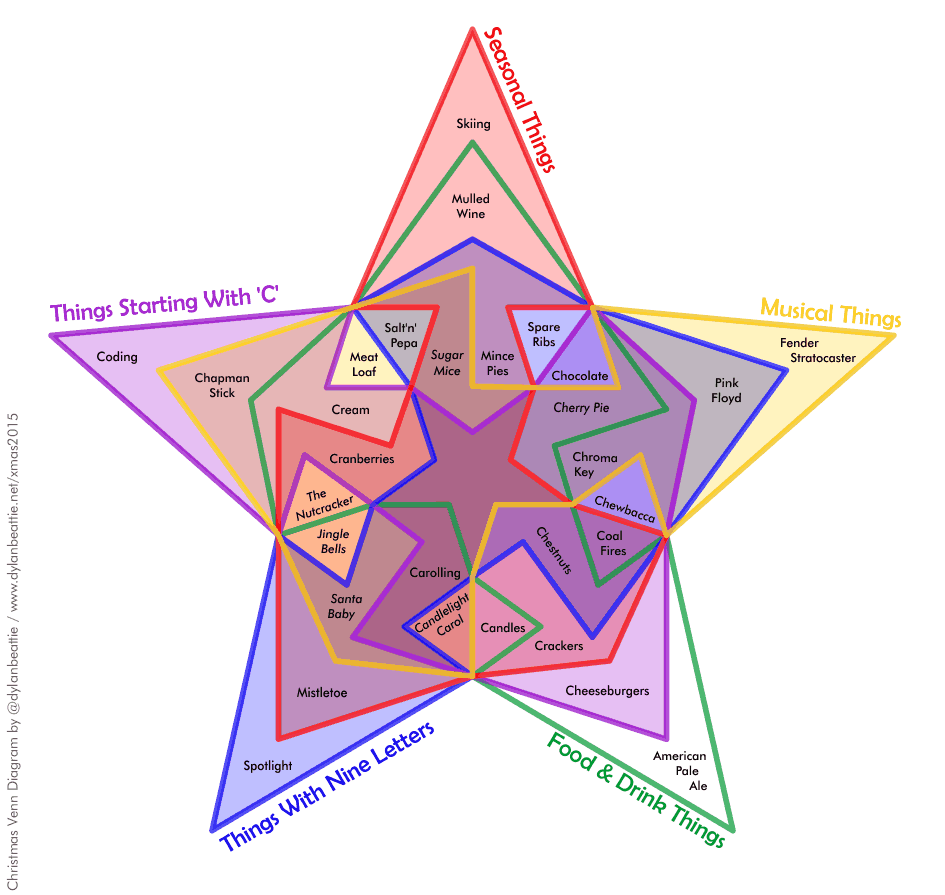 Seasonal Things
Skiing
Mulled
Wine
Things Starting With 'C'
Musical Things
Coding
Chapman
Stick
Salt'n'
Pepa
Meat
Loaf
Sugar
Mice
Mince
Pies
Spare
Ribs
Chocolate
Fender
Stratocaster
Pink
Floyd
Cream
Cherry Pie
Cranberries
Chroma
Key
The
Nutcracker
Jingle
Bells
Chewbacca
Coal
Fires
Chestnuts
Carolling
Santa
Baby
Candlelight
Carol
Candles
Crackers
Mistletoe
Cheeseburgers
Spotlight
American
Pale
Ale
Things With Nine Letters
Food & Drink Things
Christmas Venn Diagram by @dylanbeattie / www.dylanbeattie.net/xmas2015